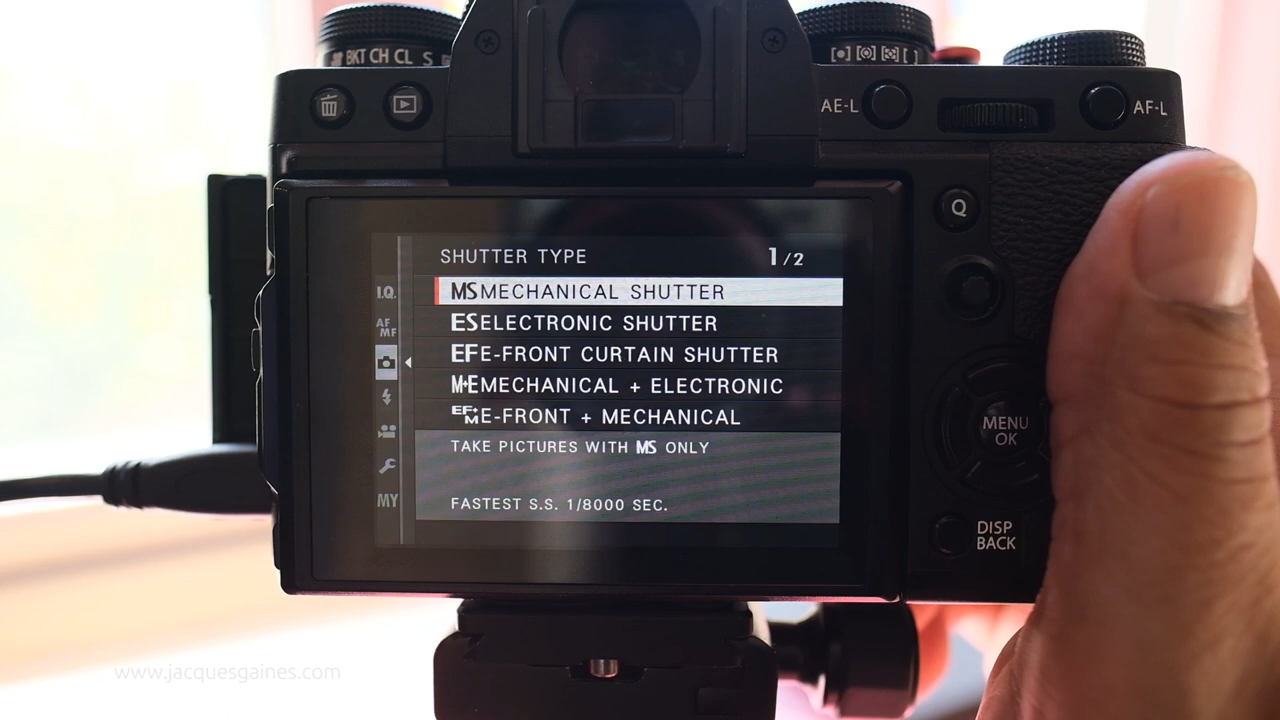 BKT CH CL S
AE-L
AF-L
Q
SHUTTER TYPE 1/2
I.Q.
MS MECHANICAL SHUTTER
ES ELECTRONIC SHUTTER
AF MF
EF E-FRONT CURTAIN SHUTTER
M+E MECHANICAL + ELECTRONIC
EF+M E-FRONT + MECHANICAL
TAKE PICTURES WITH MS ONLY
MY
FASTEST S.S. 1/8000 SEC.
MENU
OK
DISP
BACK
www.jacquesgaines.com